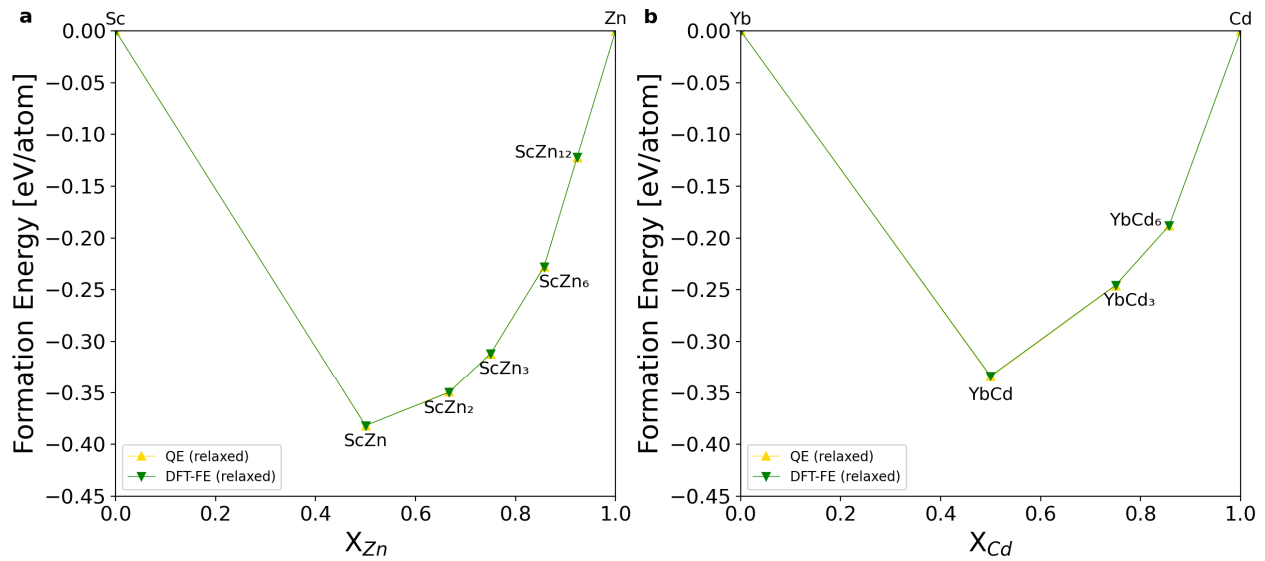 a
Sc
Zn
0.00
−0.05
−0.10
−0.15
−0.20
−0.25
−0.30
−0.35
−0.40
−0.45
Formation Energy [eV/atom]
ScZn₁₂
ScZn₆
ScZn₃
ScZn₂
ScZn
QE (relaxed)
DFT-FE (relaxed)
0.0 0.2 0.4 0.6 0.8 1.0
X_Zn
b
Yb
Cd
0.00
−0.05
−0.10
−0.15
−0.20
−0.25
−0.30
−0.35
−0.40
−0.45
Formation Energy [eV/atom]
YbCd₆
YbCd₃
YbCd
QE (relaxed)
DFT-FE (relaxed)
0.0 0.2 0.4 0.6 0.8 1.0
X_Cd